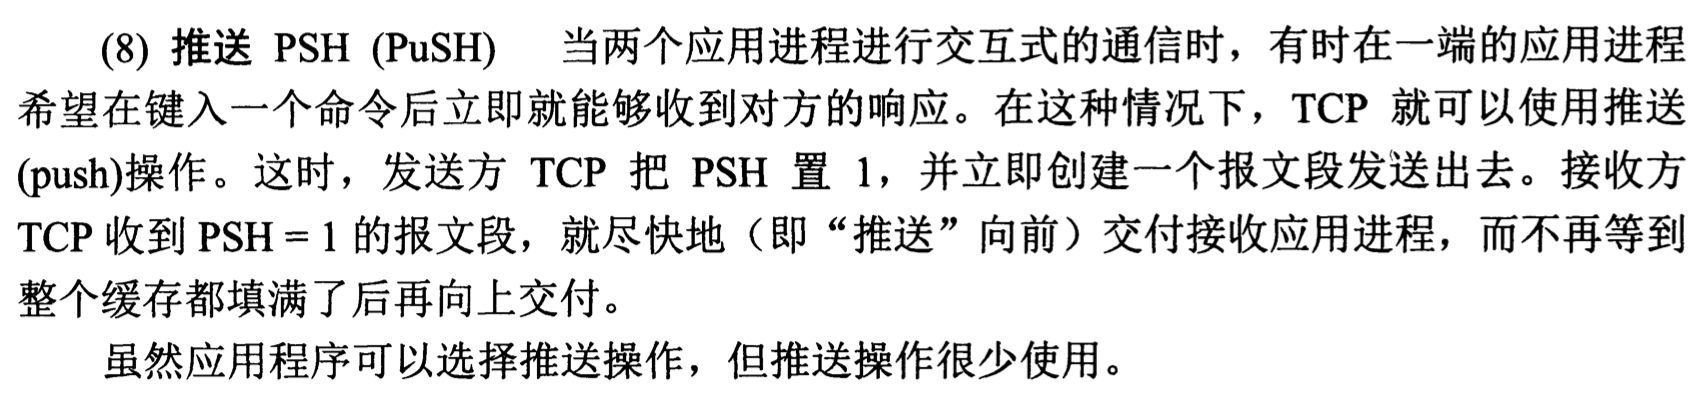 (8) 推送 PSH (PuSH) 当两个应用进程进行交互式的通信时，有时在一端的应用进程
希望在键入一个命令后立即就能够收到对方的响应。在这种情况下，TCP 就可以使用推送
(push)操作。这时，发送方 TCP 把 PSH 置 1，并立即创建一个报文段发送出去。接收方
TCP 收到 PSH = 1 的报文段，就尽快地（即“推送”向前）交付接收应用进程，而不再等到
整个缓存都填满了后再向上交付。
虽然应用程序可以选择推送操作，但推送操作很少使用。